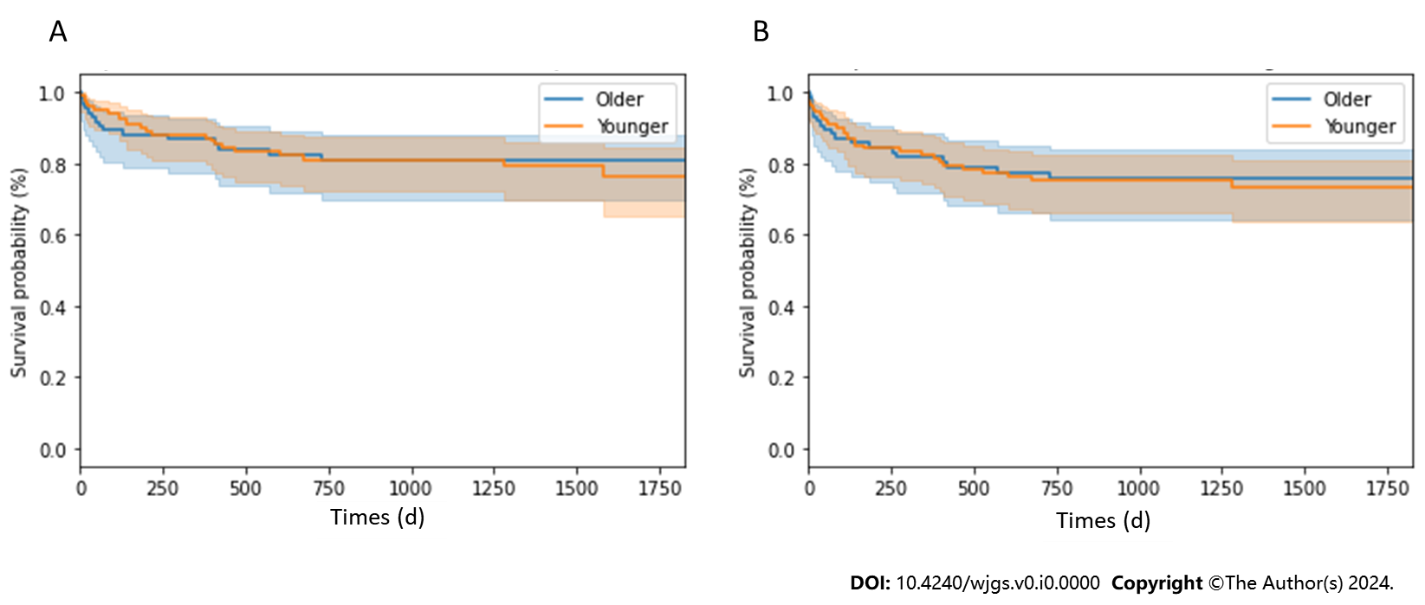 A
B
1.0
0.8
0.6
0.4
0.2
0.0
Survival probability (%)
Older
Younger
0 250 500 750 1000 1250 1500 1750
Times (d)
1.0
0.8
0.6
0.4
0.2
0.0
Survival probability (%)
Older
Younger
0 250 500 750 1000 1250 1500 1750
Times (d)
DOI: 10.4240/wjgs.v0.i0.0000 Copyright ©The Author(s) 2024.